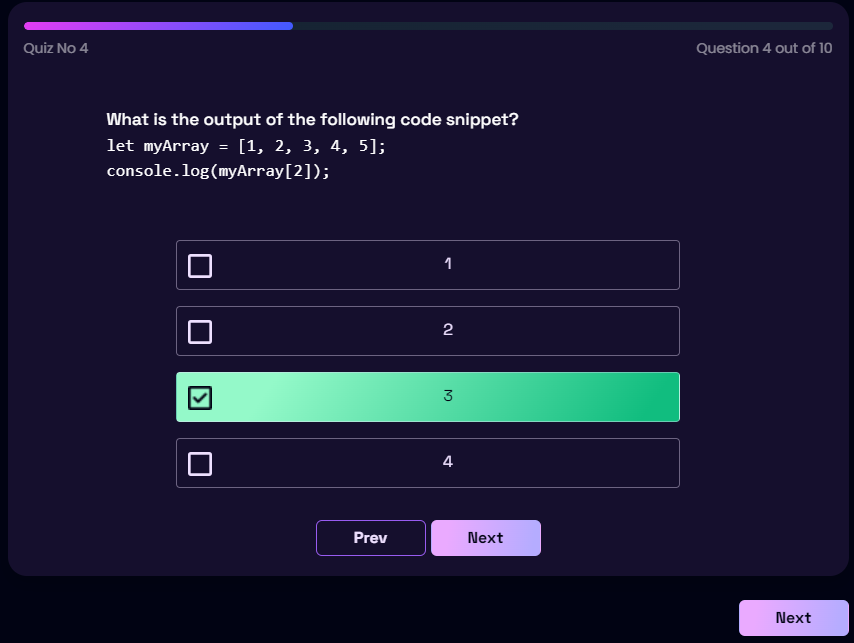 Quiz No 4
Question 4 out of 10
What is the output of the following code snippet?
let myArray = [1, 2, 3, 4, 5];
console.log(myArray[2]);
1
2
3
4
Prev
Next
Next